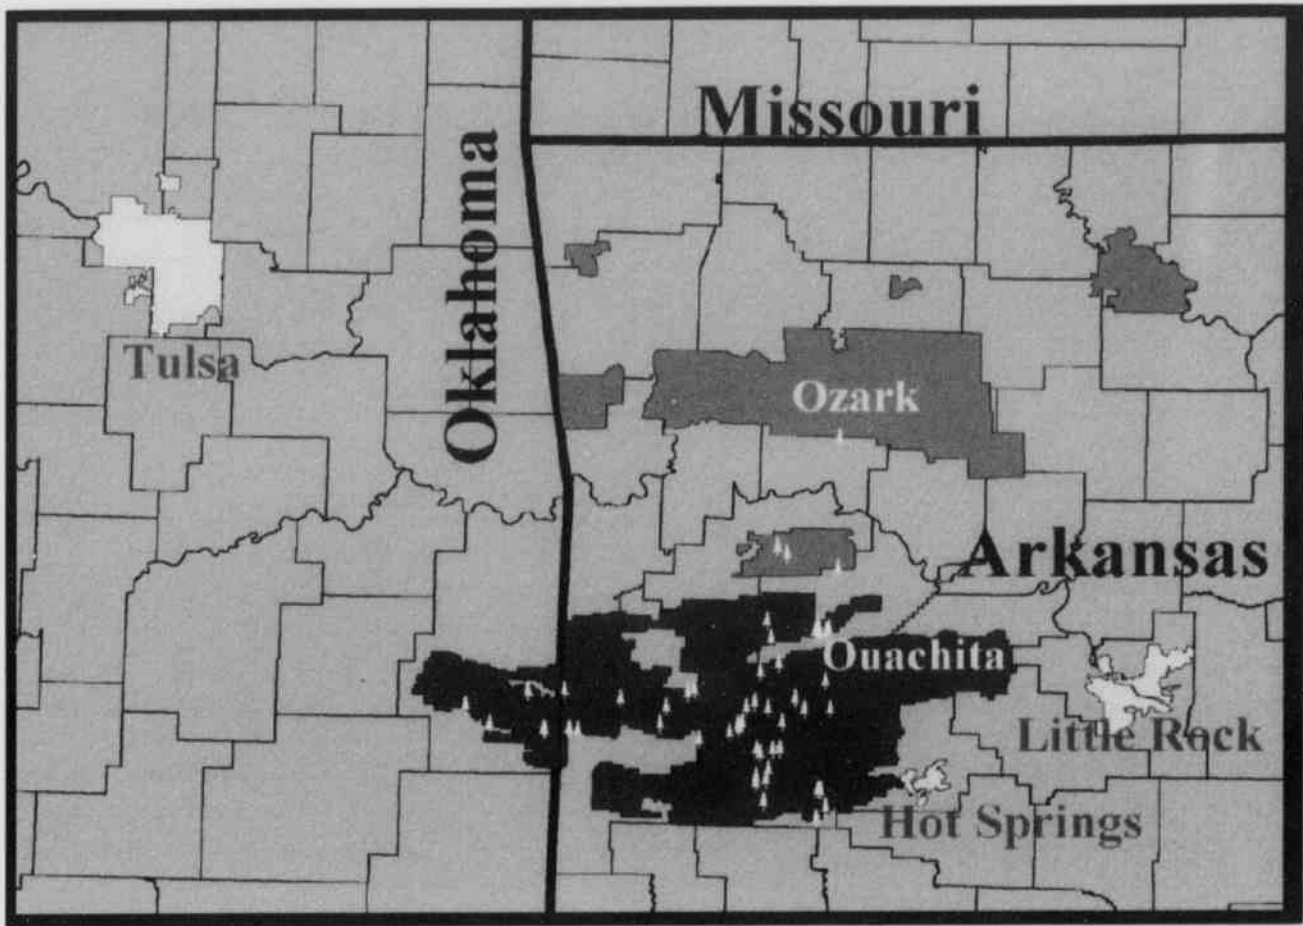 Missouri
Oklahoma
Tulsa
Ozark
Arkansas
Ouachita
Little Rock
Hot Springs